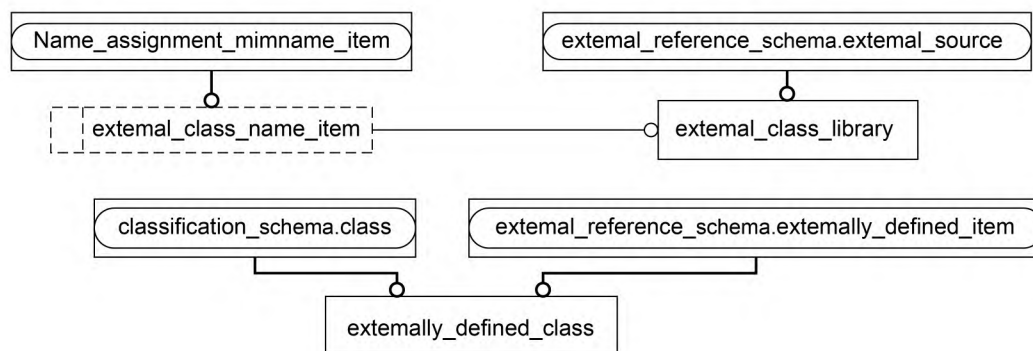 Name_assignment_mimname_item
extemal_reference_schema.extemal_source
extemal_class_name_item
extemal_class_library
classification_schema.class
extemal_reference_schema.extemally_defined_item
extemally_defined_class